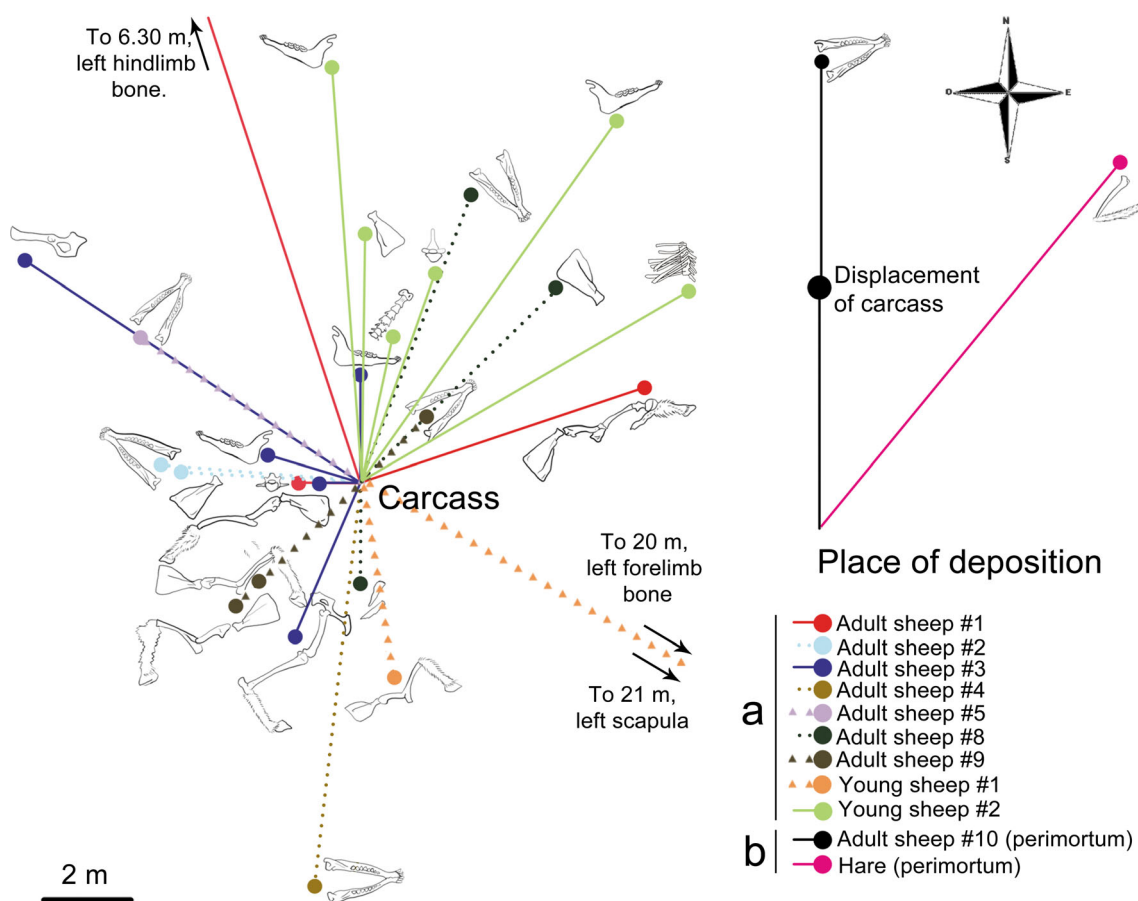 To 6.30 m,
left hindlimb
bone.
N
O
E
S
Displacement
of carcass
Carcass
To 20 m,
left forelimb
bone
To 21 m,
left scapula
Place of deposition
a
Adult sheep #1
Adult sheep #2
Adult sheep #3
Adult sheep #4
Adult sheep #5
Adult sheep #8
Adult sheep #9
Young sheep #1
Young sheep #2
b
Adult sheep #10 (perimortum)
Hare (perimortum)
2 m